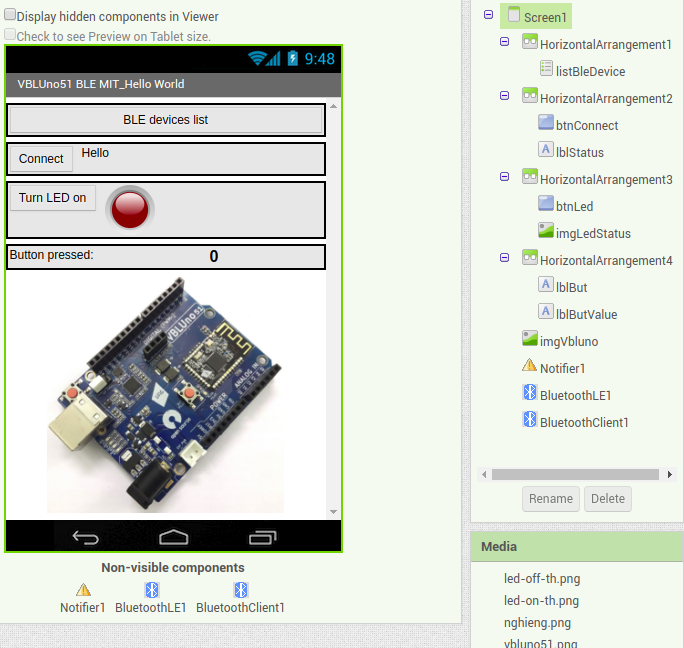 Display hidden components in Viewer
Check to see Preview on Tablet size.
9:48
VBLUno51 BLE MIT_Hello World
BLE devices list
Connect
Hello
Turn LED on
Button pressed:
0
VBLUno51
POWER
ANALOG IN
Non-visible components
Notifier1
BluetoothLE1
BluetoothClient1
Screen1
HorizontalArrangement1
listBleDevice
HorizontalArrangement2
btnConnect
lblStatus
HorizontalArrangement3
btnLed
imgLedStatus
HorizontalArrangement4
lblBut
lblButValue
imgVbluno
Notifier1
BluetoothLE1
BluetoothClient1
Rename
Delete
Media
led-off-th.png
led-on-th.png
nghieng.png
vbluno51.png